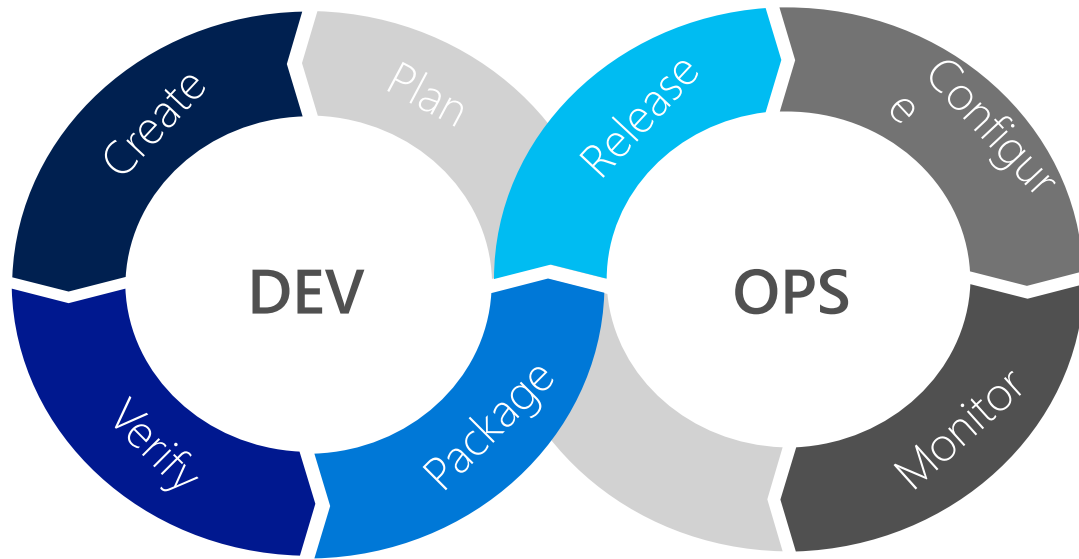 Plan
Create
Verify
Package
Release
Configur
e
Monitor
DEV
OPS